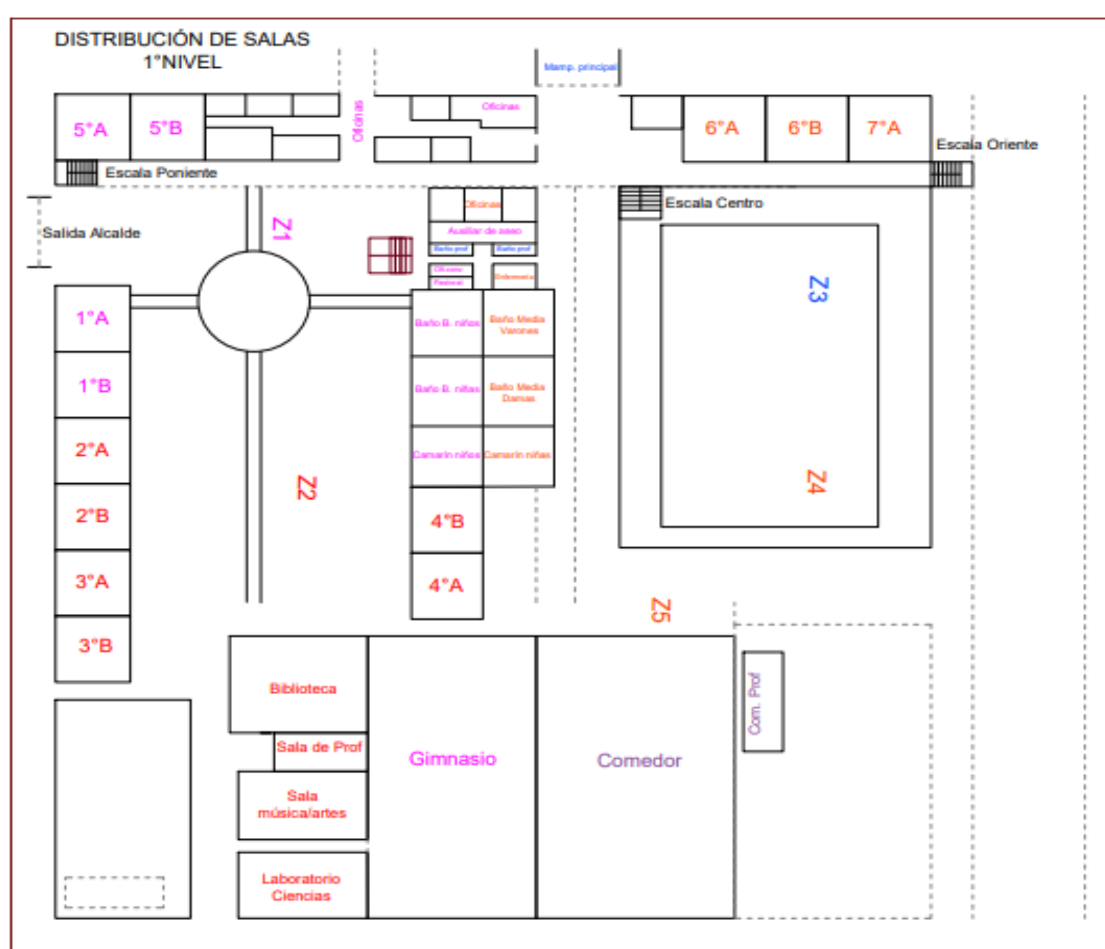 DISTRIBUCIÓN DE SALAS
1°NIVEL
Mamp. principal
Oficinas
Oficinas
5°A
5°B
6°A
6°B
7°A
Escala Oriente
Escala Poniente
Oficinas
Escala Centro
Salida Alcalde
Z1
Auxiliar de aseo
Baño prof
Baño prof
Enfermería
Pastoral
Z3
1°A
Baño B. niños
Baño Media
Varones
1°B
Baño B. niñas
Baño Media
Damas
2°A
Camarín niños
Camarín niñas
Z2
Z4
2°B
4°B
3°A
4°A
Z5
3°B
Biblioteca
Com. Prof
Sala de Prof
Gimnasio
Comedor
Sala
música/artes
Laboratorio
Ciencias